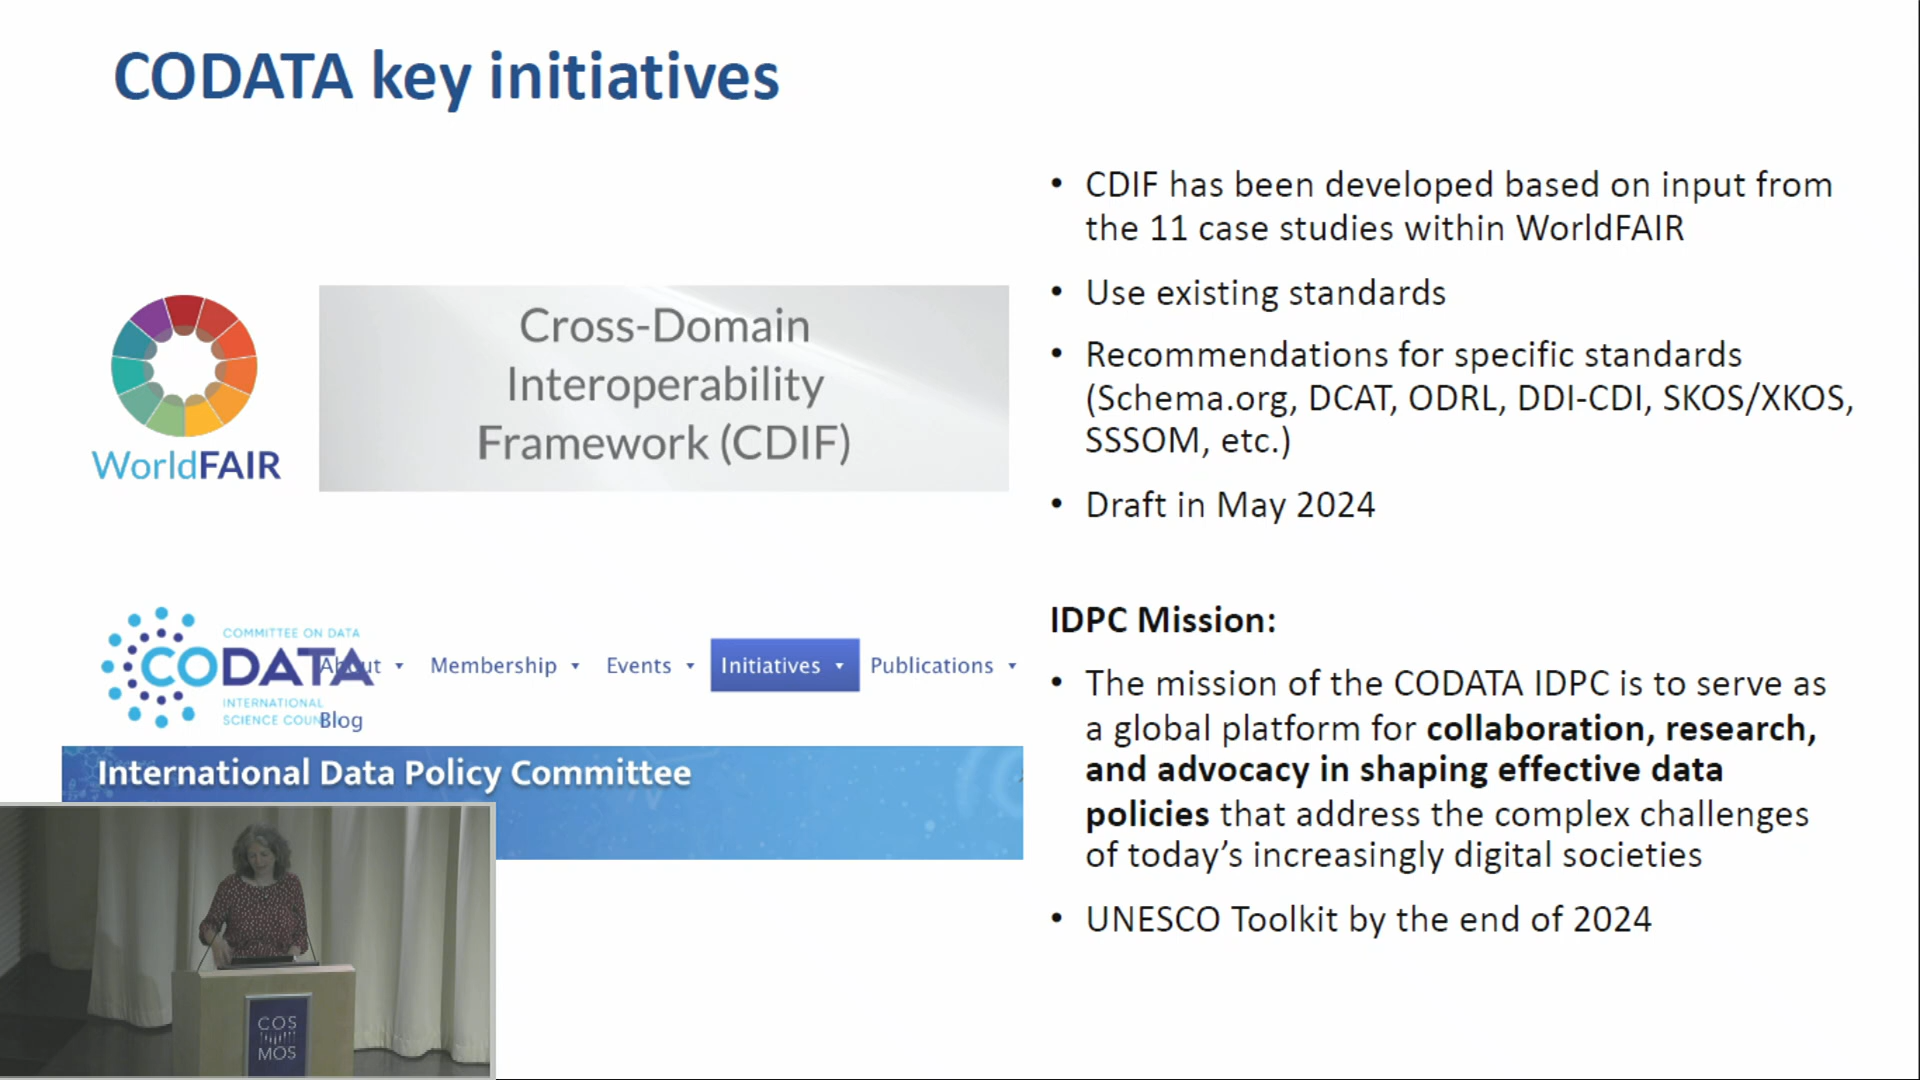 CODATA key initiatives
WorldFAIR
Cross-Domain
Interoperability
Framework (CDIF)
• CDIF has been developed based on input from
the 11 case studies within WorldFAIR
• Use existing standards
• Recommendations for specific standards
(Schema.org, DCAT, ODRL, DDI-CDI, SKOS/XKOS,
SSSOM, etc.)
• Draft in May 2024
COMMITTEE ON DATA
CODATA
INTERNATIONAL
SCIENCE COUN
About Membership Events Initiatives Publications
Blog
International Data Policy Committee
IDPC Mission:
• The mission of the CODATA IDPC is to serve as
a global platform for collaboration, research,
and advocacy in shaping effective data
policies that address the complex challenges
of today’s increasingly digital societies
• UNESCO Toolkit by the end of 2024
COS
MOS